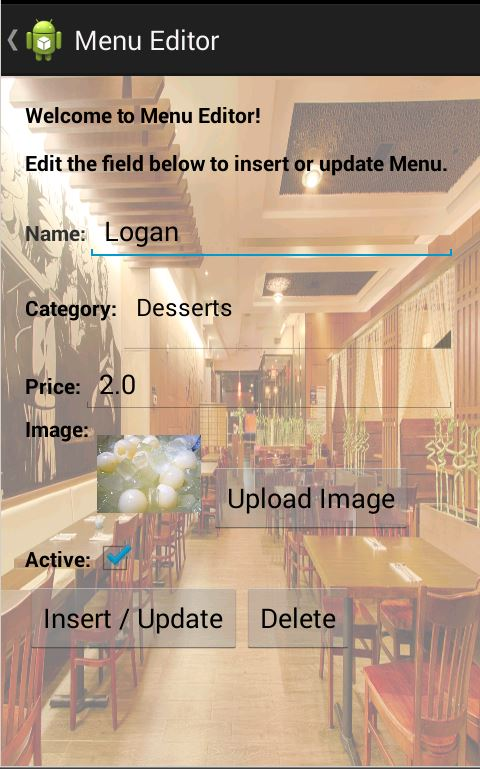 Menu Editor
Welcome to Menu Editor!
Edit the field below to insert or update Menu.
Name: Logan
Category: Desserts
Price: 2.0
Image:
Upload Image
Active:
Insert / Update Delete